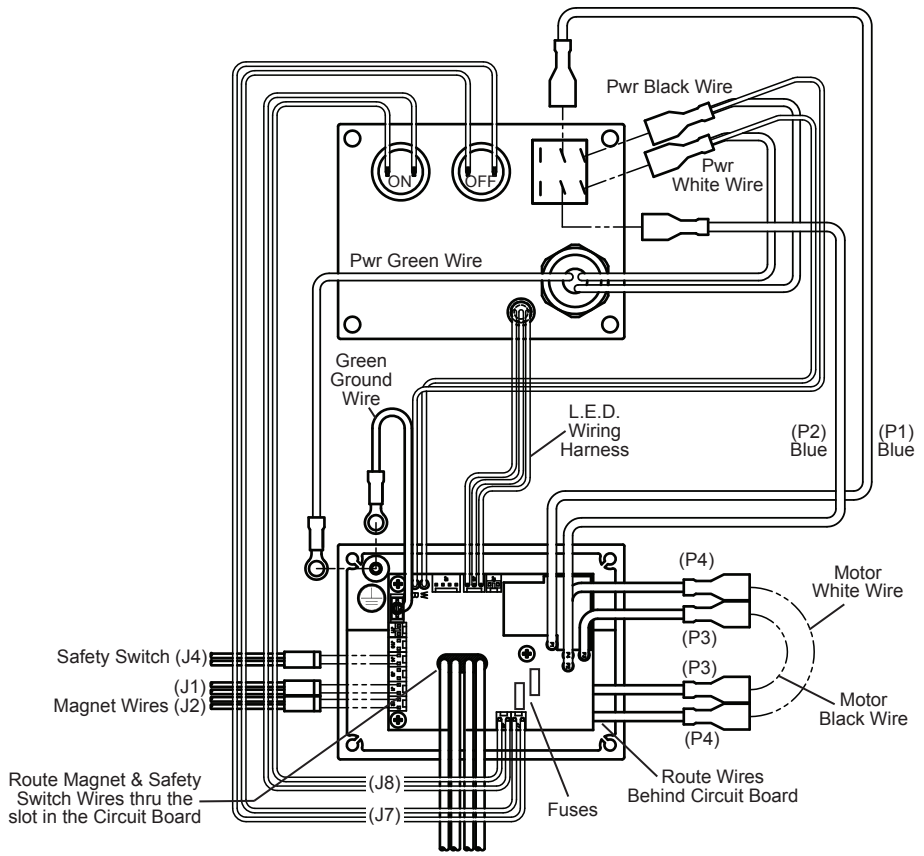 Pwr Black Wire
ON
OFF
Pwr
White Wire
Pwr Green Wire
Green
Ground
Wire
L.E.D.
Wiring
Harness
(P2)
Blue
(P1)
Blue
(P4)
Motor
White Wire
(P3)
Safety Switch (J4)
(J1)
Magnet Wires (J2)
(P3)
Motor
Black Wire
(P4)
Route Magnet & Safety
Switch Wires thru the
slot in the Circuit Board
(J8)
(J7)
Fuses
Route Wires
Behind Circuit Board